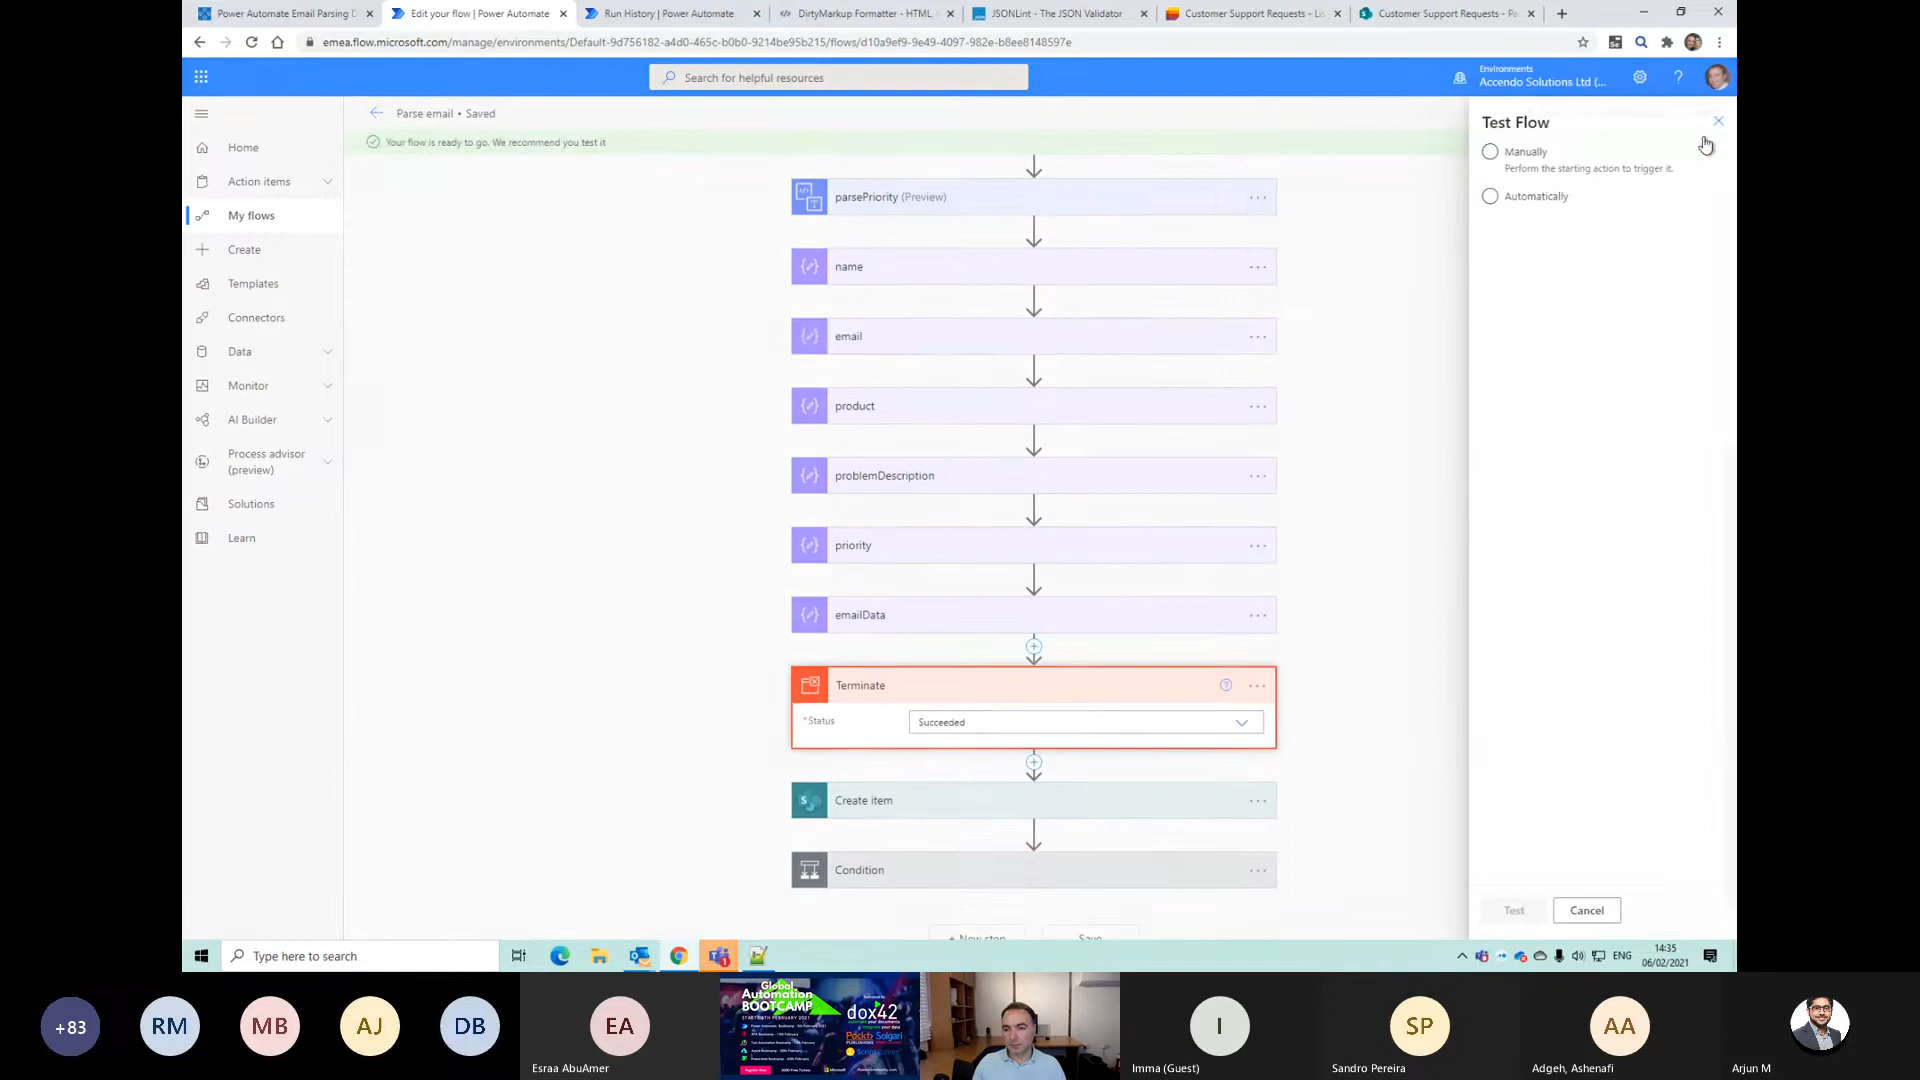 Power Automate Email Parsing D
Edit your flow | Power Automate
Run History | Power Automate
DirtyMarkup Formatter - HTML,
JSONLint - The JSON Validator
Customer Support Requests - Lis
Customer Support Requests - Pa
emea.flow.microsoft.com/manage/environments/Default-9d756182-a4d0-465c-b0b0-9214be95b215/flows/d10a9ef9-9e49-4097-982e-b8ee8148597e
Search for helpful resources
Environments
Accendo Solutions Ltd (...
Parse email • Saved
Your flow is ready to go. We recommend you test it
Home
Action items
My flows
Create
Templates
Connectors
Data
Monitor
AI Builder
Process advisor
(preview)
Solutions
Learn
parsePriority (Preview)
name
email
product
problemDescription
priority
emailData
Terminate
* Status
Succeeded
Create item
Condition
+ New step
Save
Test Flow
Manually
Perform the starting action to trigger it.
Automatically
Test
Cancel
Type here to search
ENG
14:35
06/02/2021
+83
RM
MB
AJ
DB
EA
Esraa AbuAmer
Global
Automation
BOOTCAMP
dox42
I
Imma (Guest)
SP
Sandro Pereira
AA
Adgeh, Ashenafi
Arjun M